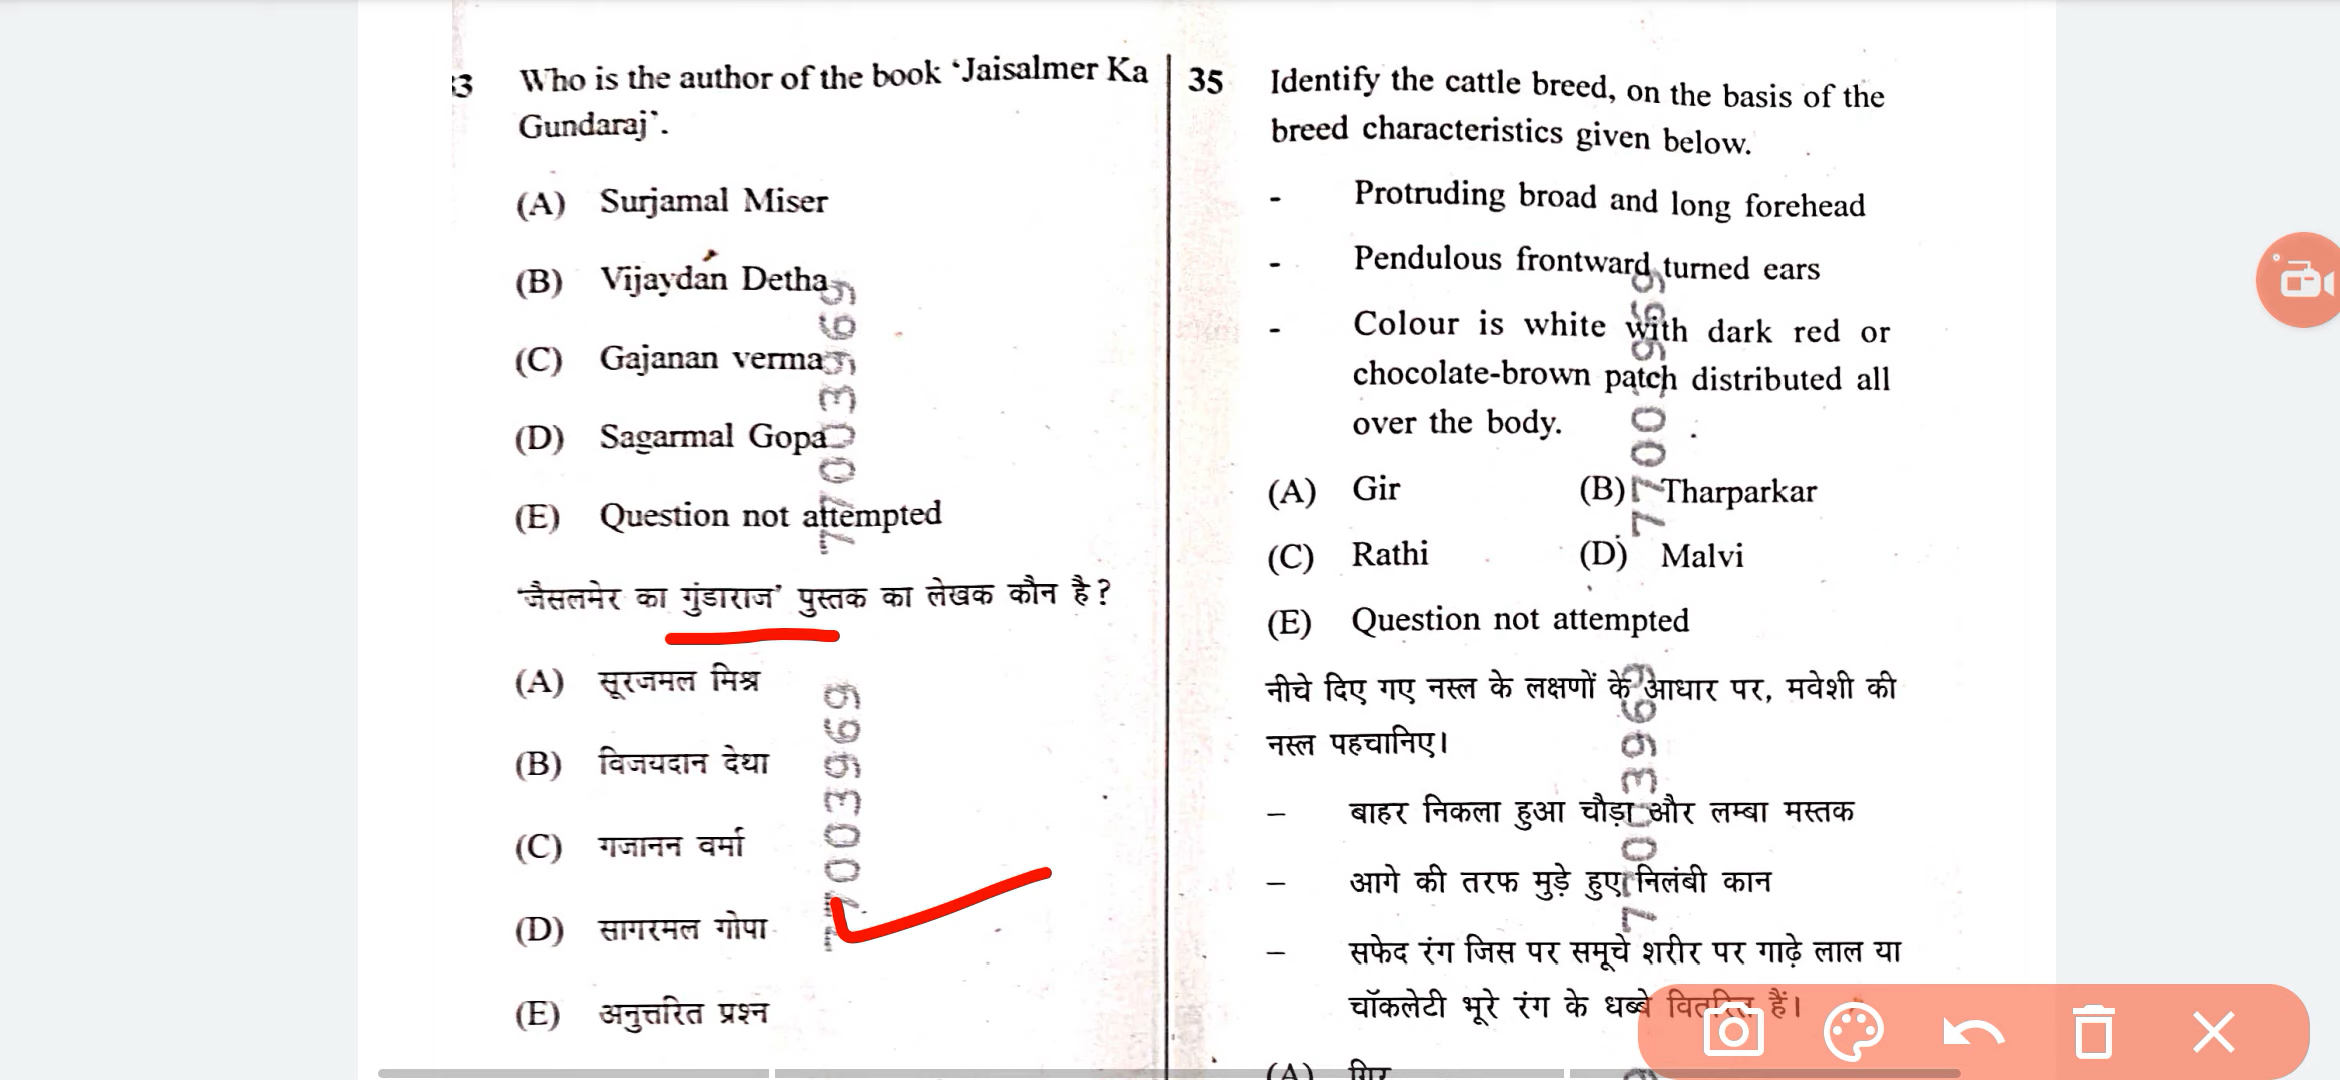 Who is the author of the book ‘Jaisalmer Ka
Gundaraj’.
(A) Surjamal Miser
(B) Vijaydan Detha
(C) Gajanan verma
(D) Sagarmal Gopa
(E) Question not attempted
‘जैसलमेर का गुंडाराज’ पुस्तक का लेखक कौन है?
(A) सूरजमल मिश्र
(B) विजयदान देथा
(C) गजानन वर्मा
(D) सागरमल गोपा
(E) अनुत्तरित प्रश्न
35 Identify the cattle breed, on the basis of the
breed characteristics given below.
- Protruding broad and long forehead
- Pendulous frontward turned ears
- Colour is white with dark red or
chocolate-brown patch distributed all
over the body.
(A) Gir (B) Tharparkar
(C) Rathi (D) Malvi
(E) Question not attempted
नीचे दिए गए नस्ल के लक्षणों के आधार पर, मवेशी की
नस्ल पहचानिए।
– बाहर निकला हुआ चौड़ा और लम्बा मस्तक
– आगे की तरफ मुड़े हुए निलंबी कान
– सफेद रंग जिस पर समूचे शरीर पर गाढ़े लाल या
चॉकलेटी भूरे रंग के धब्बे वितरित हैं।
(A) गिर